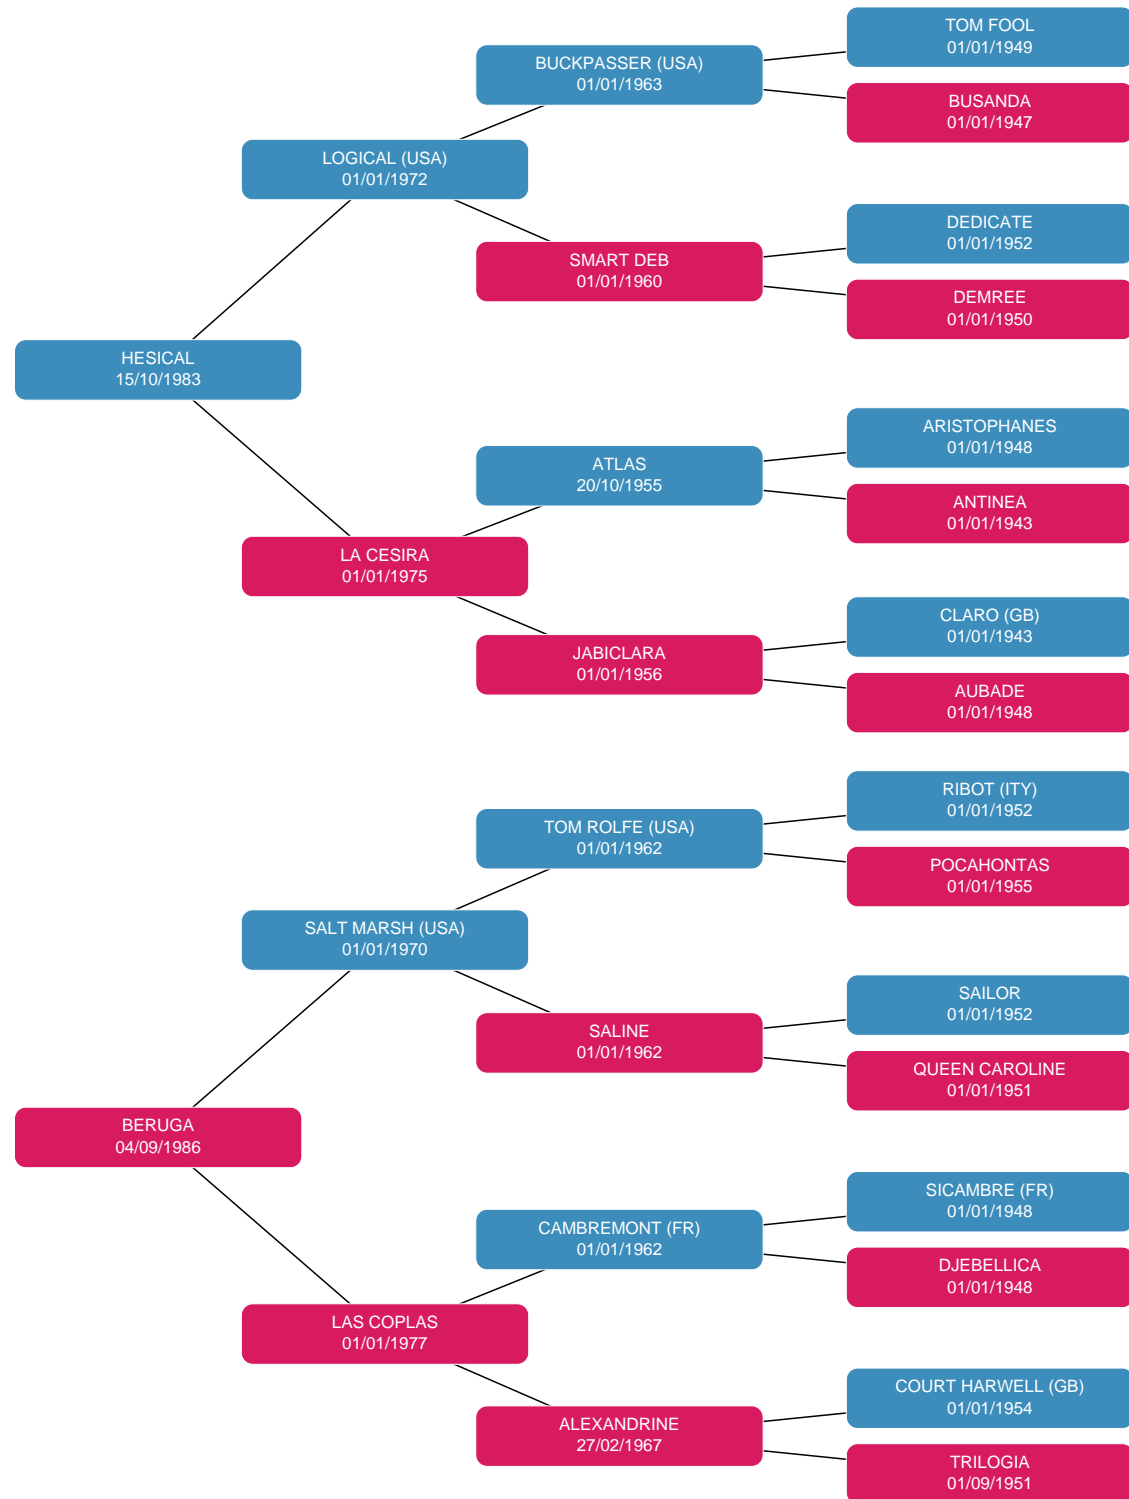 TOM FOOL
01/01/1949
BUCKPASSER (USA)
01/01/1963
BUSANDA
01/01/1947
LOGICAL (USA)
01/01/1972
DEDICATE
01/01/1952
SMART DEB
01/01/1960
DEMREE
01/01/1950
HESICAL
15/10/1983
ARISTOPHANES
01/01/1948
ATLAS
20/10/1955
ANTINEA
01/01/1943
LA CESIRA
01/01/1975
CLARO (GB)
01/01/1943
JABICLARA
01/01/1956
AUBADE
01/01/1948
RIBOT (ITY)
01/01/1952
TOM ROLFE (USA)
01/01/1962
POCAHONTAS
01/01/1955
SALT MARSH (USA)
01/01/1970
SAILOR
01/01/1952
SALINE
01/01/1962
QUEEN CAROLINE
01/01/1951
BERUGA
04/09/1986
SICAMBRE (FR)
01/01/1948
CAMBREMONT (FR)
01/01/1962
DJEBELLICA
01/01/1948
LAS COPLAS
01/01/1977
COURT HARWELL (GB)
01/01/1954
ALEXANDRINE
27/02/1967
TRILOGIA
01/09/1951